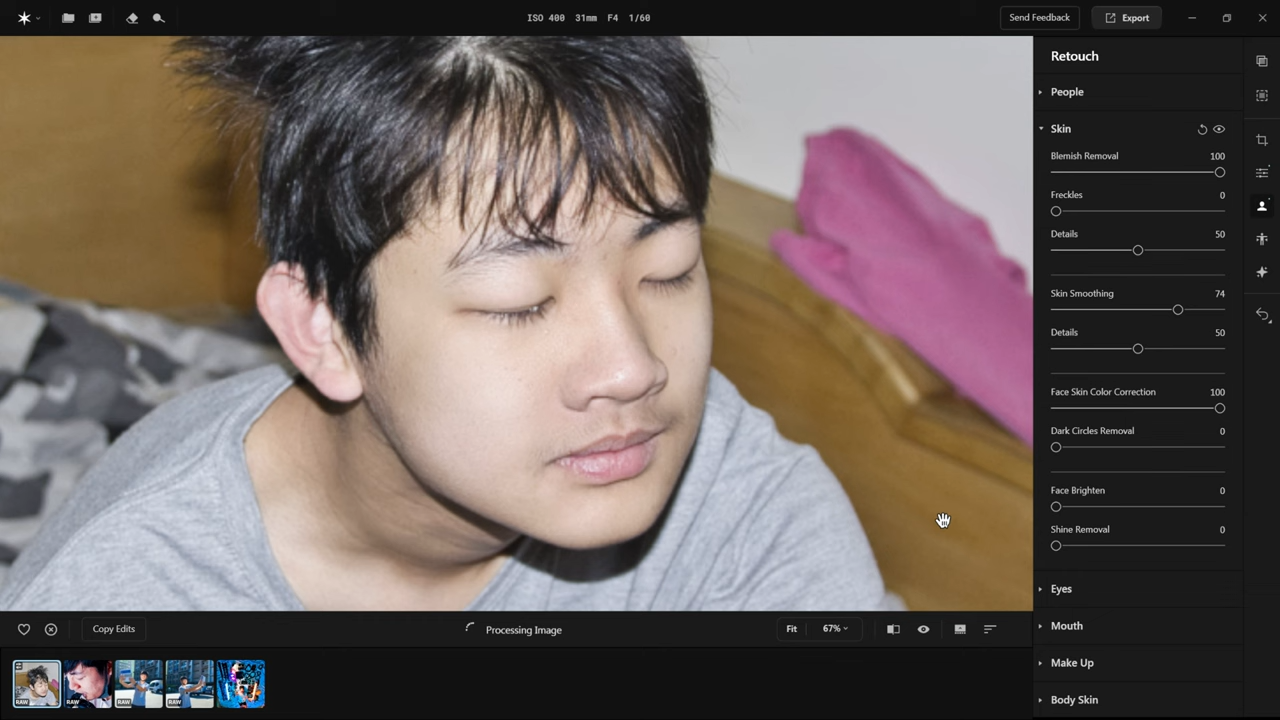 ISO 400 31mm F4 1/60
Send Feedback
Export
Retouch
People
Skin
Blemish Removal 100
Freckles 0
Details 50
Skin Smoothing 74
Details 50
Face Skin Color Correction 100
Dark Circles Removal 0
Face Brighten 0
Shine Removal 0
Eyes
Mouth
Make Up
Body Skin
Copy Edits
Processing Image
Fit
67%
RAW
RAW
RAW
RAW